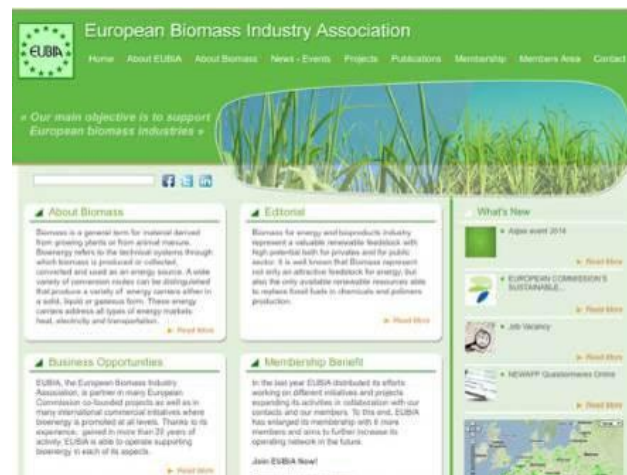 EUBIA
European Biomass Industry Association
Home About EUBIA About Biomass News - Events Projects Publications Membership Members Area Contact
« Our main objective is to support
European biomass industries »
About Biomass
Biomass is a general term for material derived
from growing plants or from animal manure.
Bioenergy refers to the technical systems through
which biomass is produced or collected,
converted and used as an energy source. A wide
variety of conversion routes can be distinguished
that produce a variety of energy carriers either in
a solid, liquid or gaseous form. These energy
carriers address all types of energy markets:
heat, electricity and transportation.
Read More
Editorial
Biomass for energy and bioproducts industry
represent a valuable renewable feedstock with
high potential both for privates and for public
sector. It is well known that Biomass represent
not only an attractive feedstock for energy, but
also the only available renewable resources able
to replace fossil fuels in chemicals and polimers
production.
Read More
Business Opportunities
EUBIA, the European Biomass Industry
Association, is partner in many European
Commission co-founded projects as well as in
many international commercial initiatives where
bioenergy is promoted at all levels. Thanks to its
experience, gained in more than 20 years of
activity, EUBIA is able to operate supporting
bioenergy in each of its aspects.
Read More
Membership Benefit
In the last year EUBIA distributed its efforts
working on different initiatives and projects
expanding its activities in collaboration with our
contacts and our members. To this end, EUBIA
has enlarged its membership with 6 more
members and aims to further increase its
operating network in the future.
Join EUBIA Now!
What's New
event 2014
Read More
EUROPEAN COMMISSION'S
SUSTAINABLE...
Read More
Job Vacancy
Read More
NEWAPP Questionnaires Online
Read More